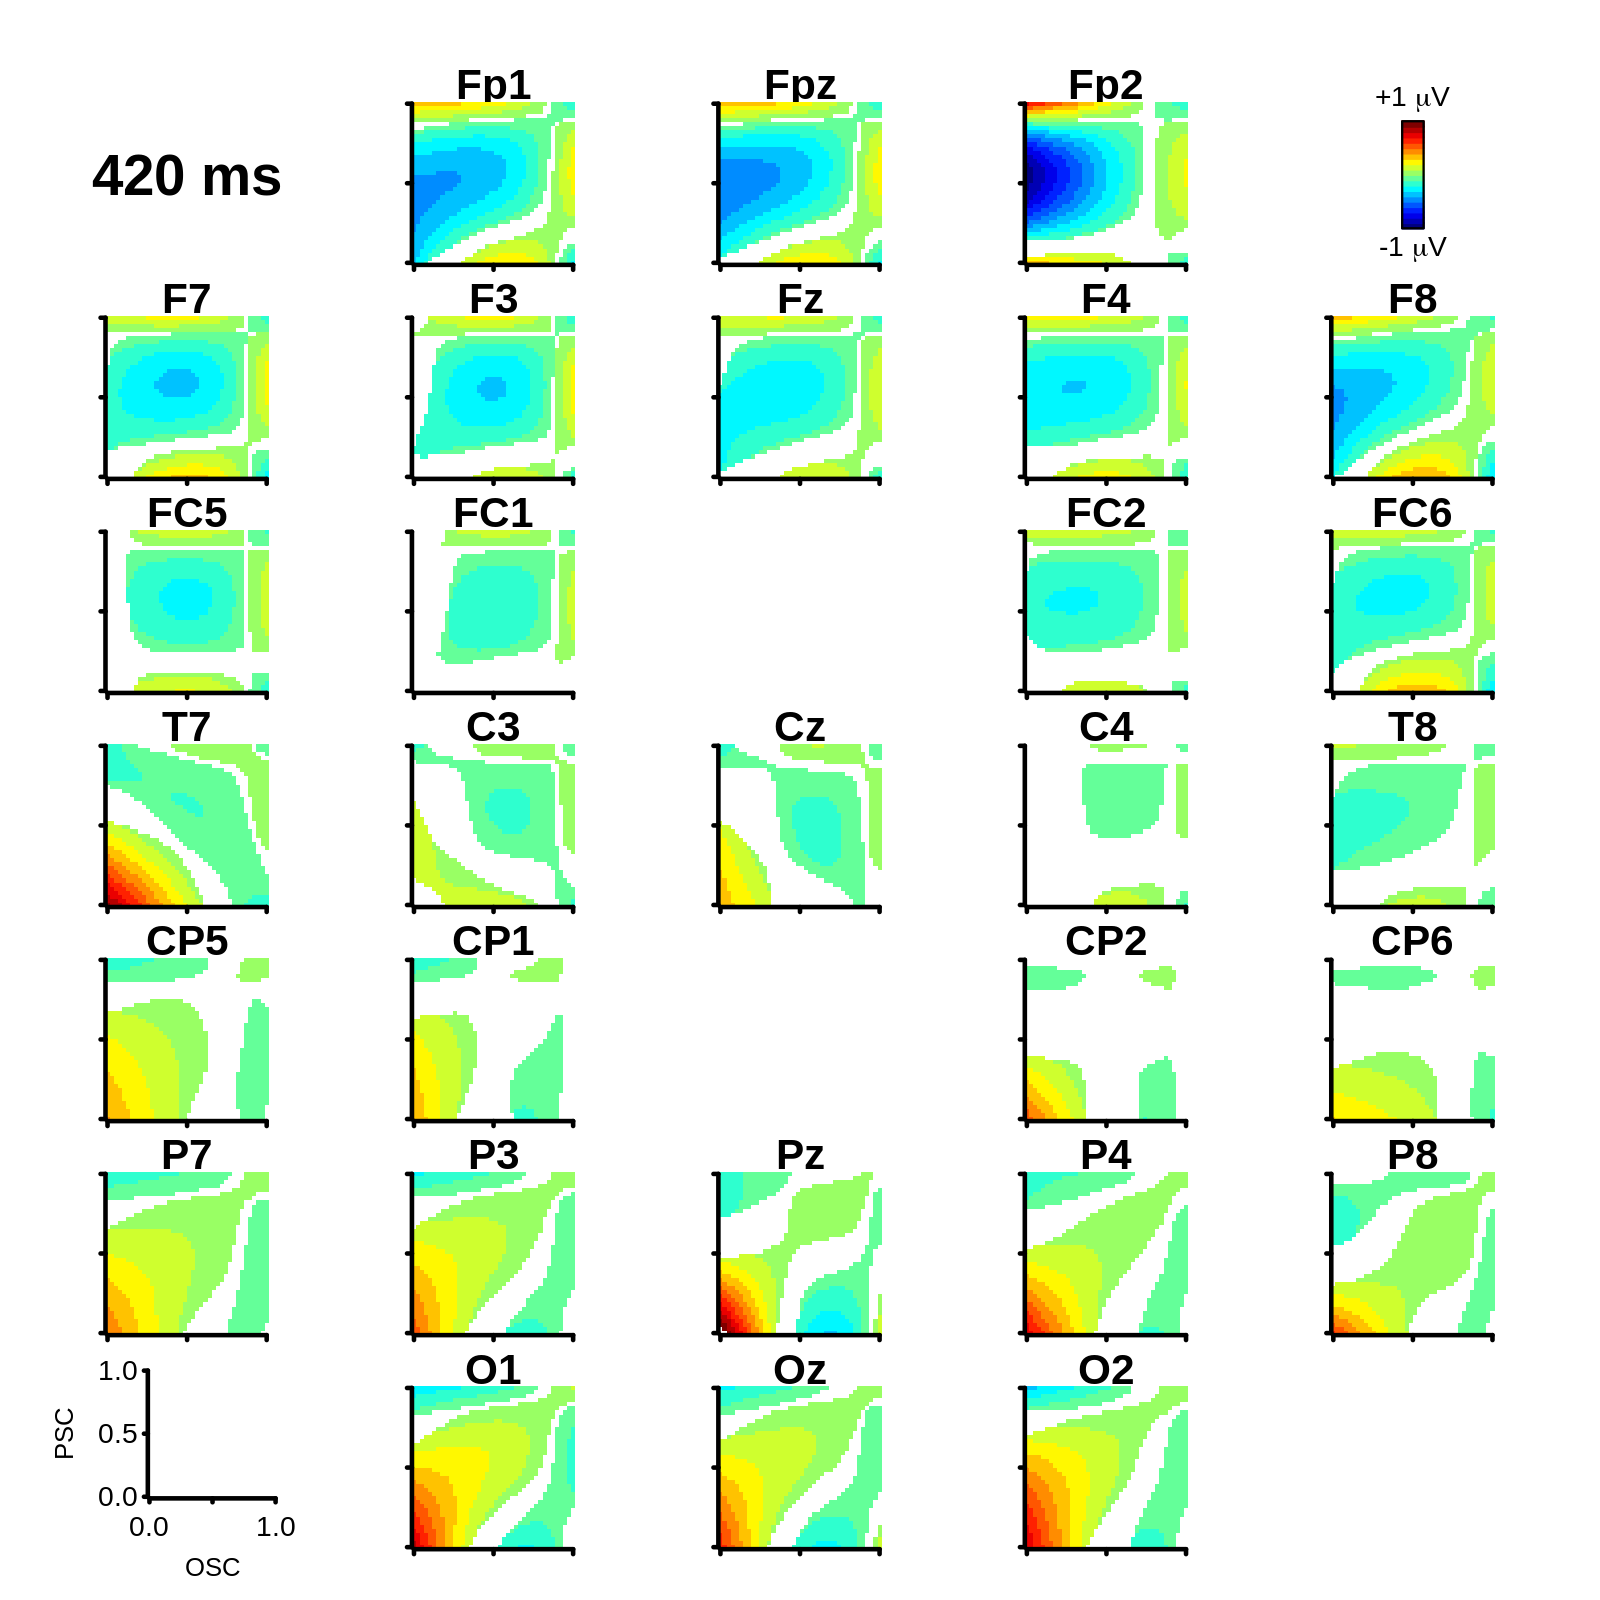 Fp1 Fpz Fp2
+1 μV
420 ms
-1 μV
F7 F3 Fz F4 F8
FC5 FC1 FC2 FC6
T7 C3 Cz C4 T8
CP5 CP1 CP2 CP6
P7 P3 Pz P4 P8
O1 Oz O2
1.0
PSC
0.5
0.0
0.0 1.0
OSC